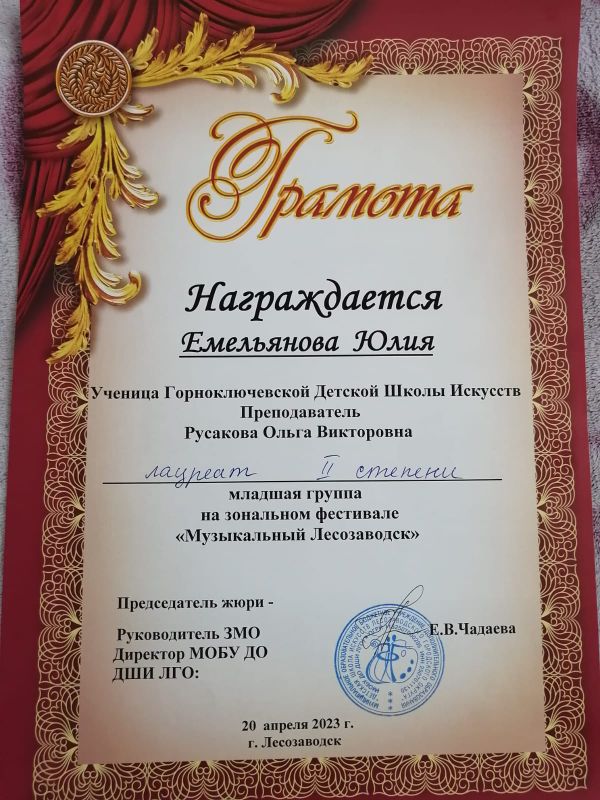 Грамота
Награждается
Емельянова Юлия
Ученица Горноключевской Детской Школы Искусств
Преподаватель
Русакова Ольга Викторовна
лауреат II степени
младшая группа
на зональном фестивале
«Музыкальный Лесозаводск»
Председатель жюри -
Руководитель ЗМО Е.В.Чадаева
Директор МОБУ ДО
ДШИ ЛГО:
20 апреля 2023 г.
г. Лесозаводск